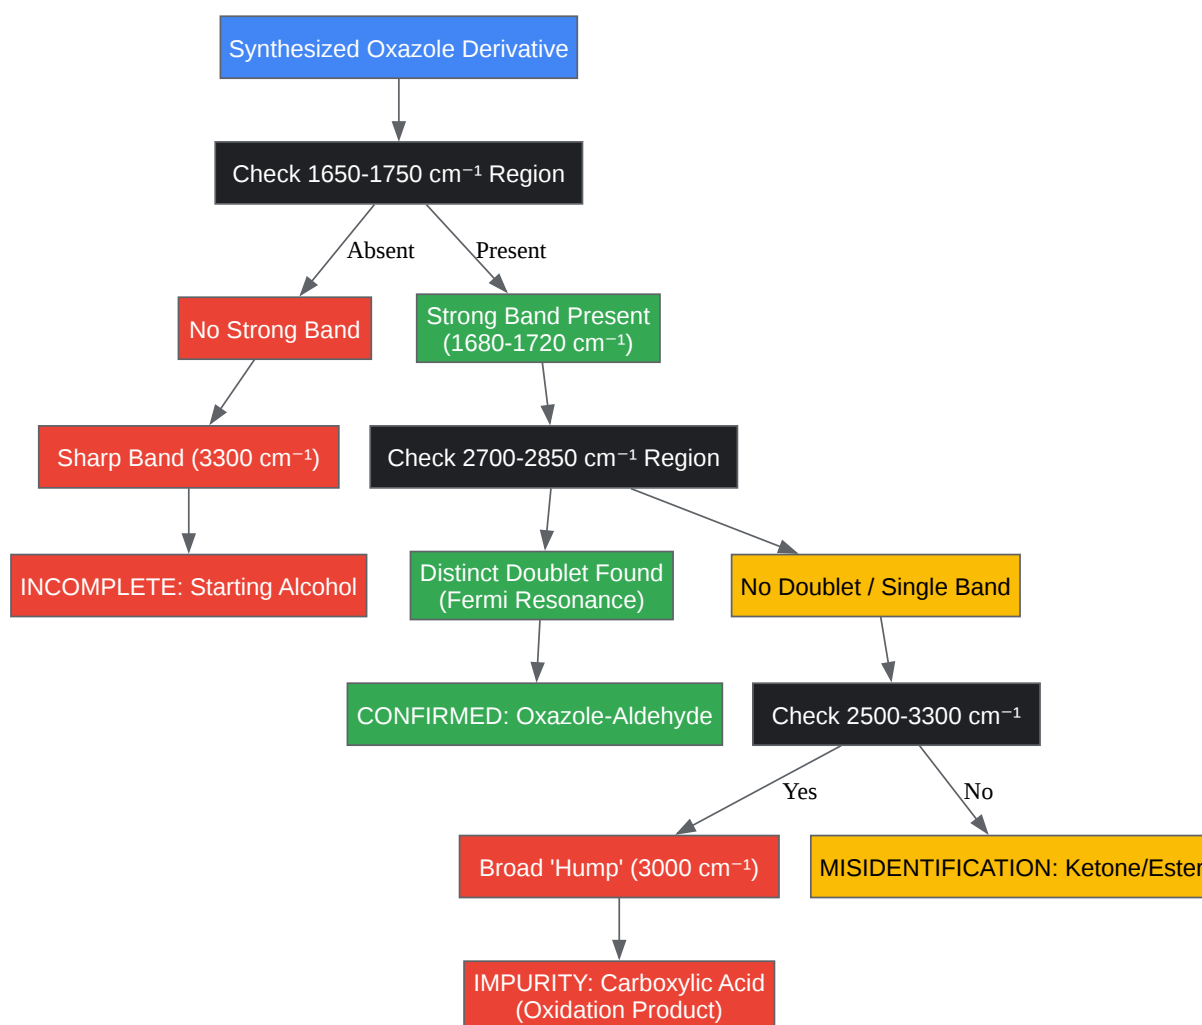 Synthesized Oxazole Derivative
Check 1650-1750 cm⁻¹ Region
Absent
Present
No Strong Band
Strong Band Present
(1680-1720 cm⁻¹)
Sharp Band (3300 cm⁻¹)
Check 2700-2850 cm⁻¹ Region
INCOMPLETE: Starting Alcohol
Distinct Doublet Found
(Fermi Resonance)
No Doublet / Single Band
CONFIRMED: Oxazole-Aldehyde
Check 2500-3300 cm⁻¹
Yes
No
Broad 'Hump' (3000 cm⁻¹)
MISIDENTIFICATION: Ketone/Ester
IMPURITY: Carboxylic Acid
(Oxidation Product)